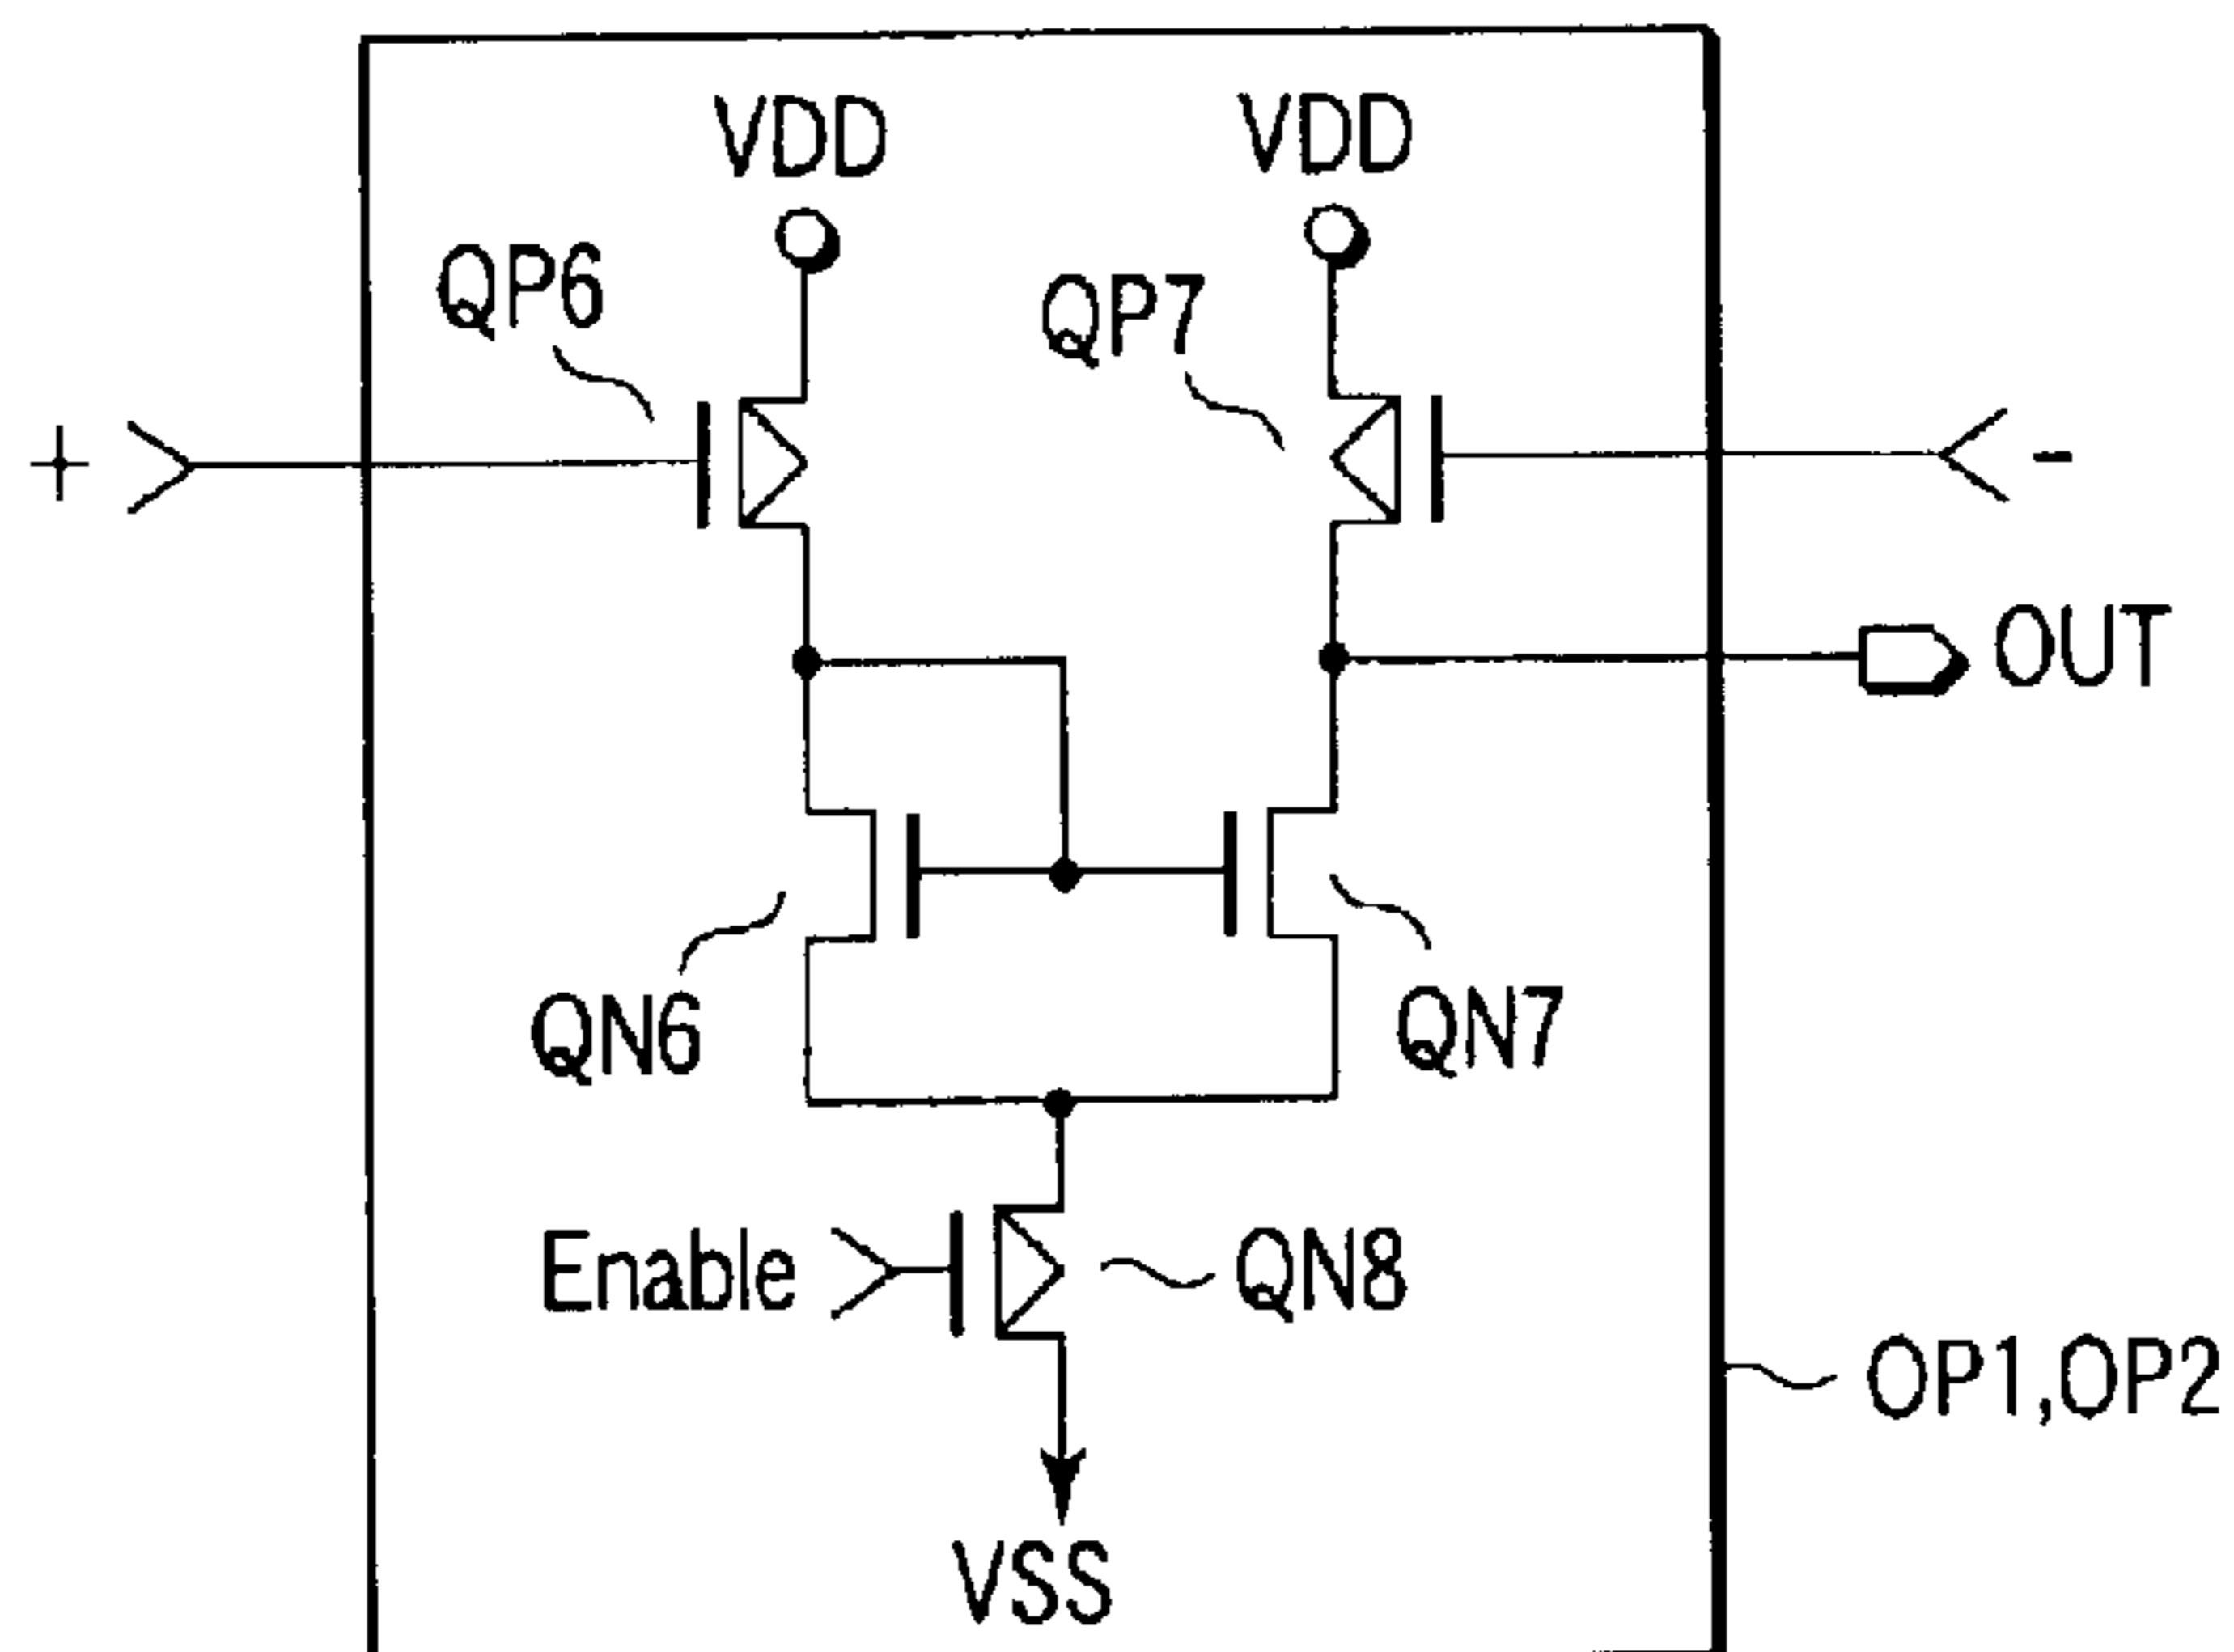 VDD
VDD
QP6
QP7
+
-
OUT
QN6
QN7
Enable
QN8
OP1,OP2
VSS